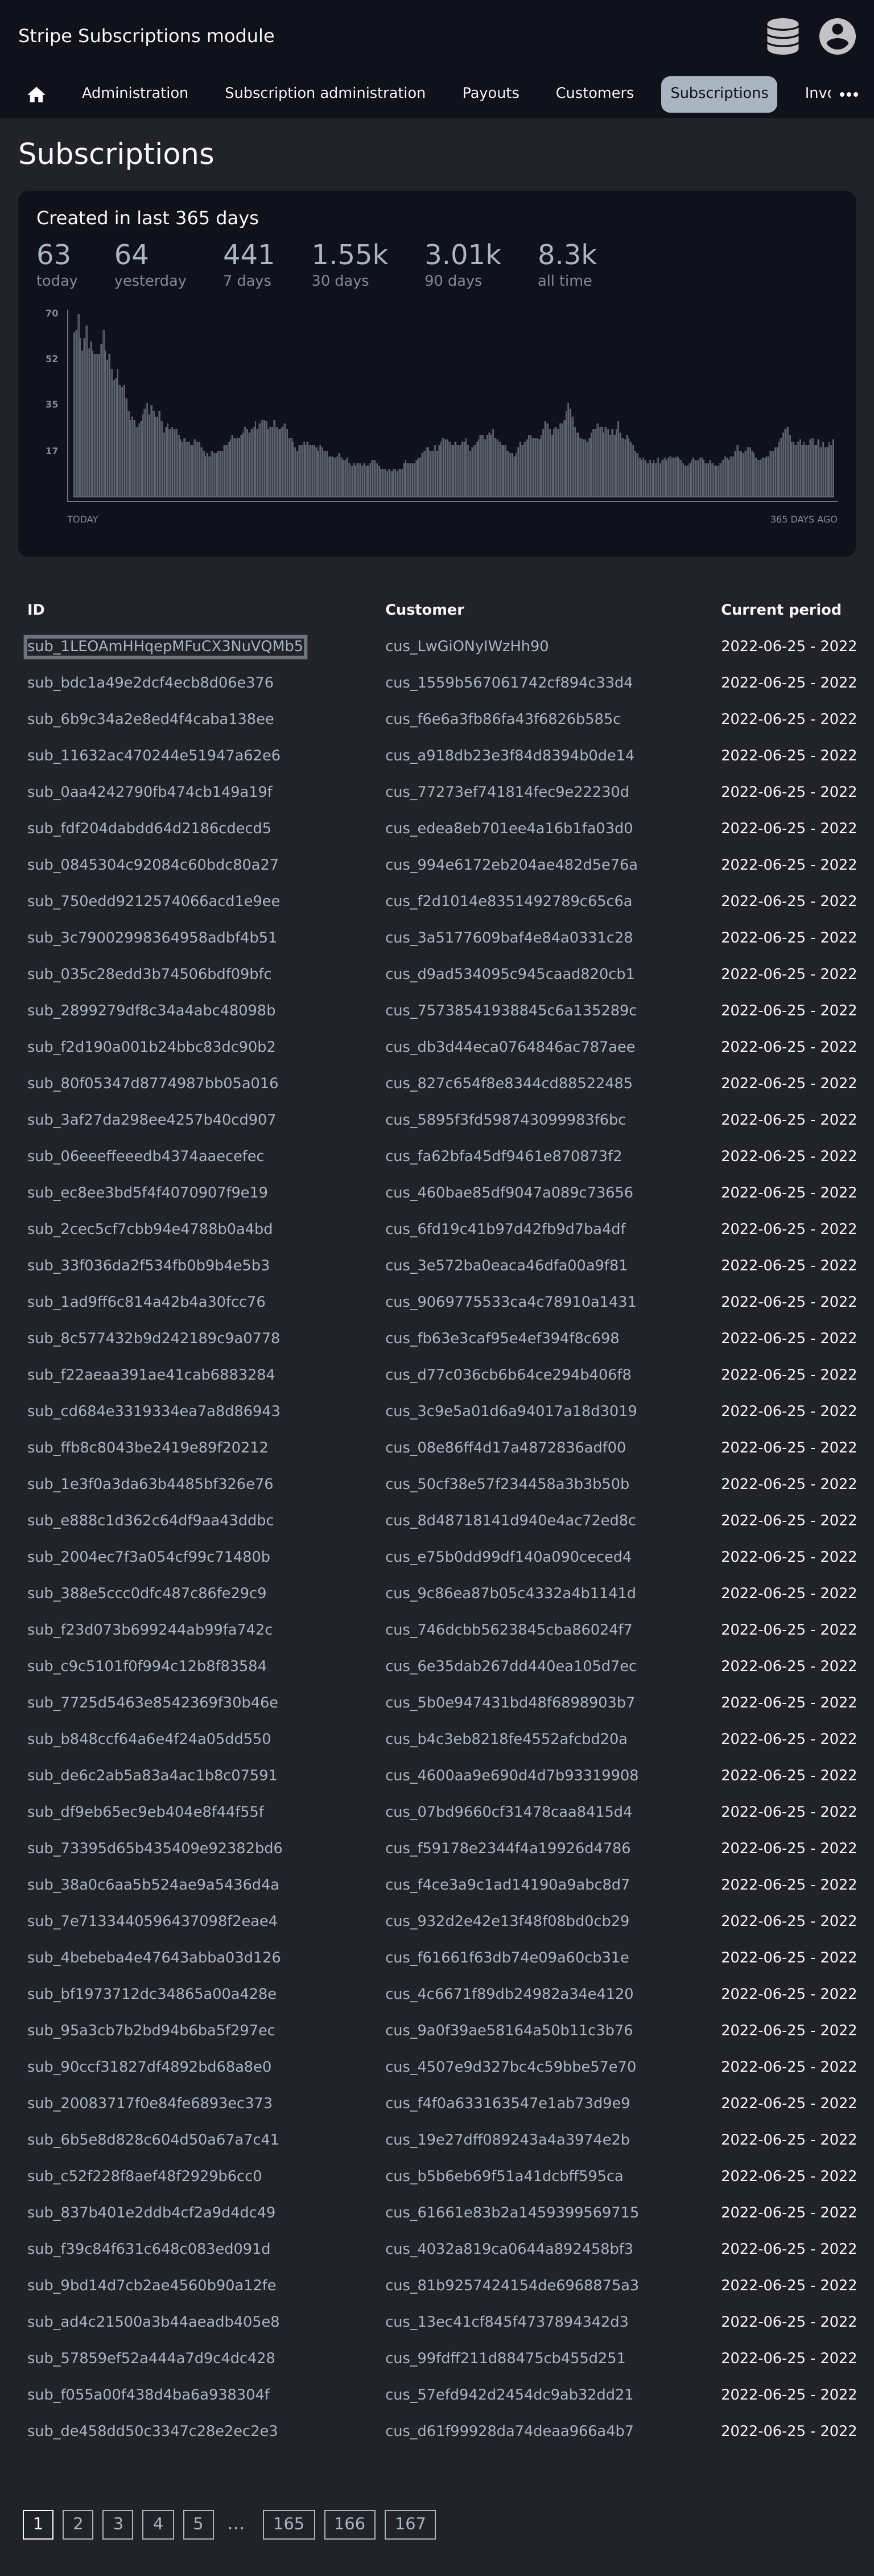 Stripe Subscriptions module
Administration Subscription administration Payouts Customers Subscriptions
Subscriptions
Created in last 365 days
63 64 441 1.55k 3.01k 8.3k
today yesterday 7 days 30 days 90 days all time
70
52
35
17
TODAY 365 DAYS AGO
ID Customer Current period
sub_1LEOAmHHqepMFuCX3NuVQMb5 cus_LwGiONyIWzHh90 2022-06-25 - 2022
sub_bdc1a49e2dcf4ecb8d06e376 cus_1559b567061742cf894c33d4 2022-06-25 - 2022
sub_6b9c34a2e8ed4f4caba138ee cus_f6e6a3fb86fa43f6826b585c 2022-06-25 - 2022
sub_11632ac470244e51947a62e6 cus_a918db23e3f84d8394b0de14 2022-06-25 - 2022
sub_0aa4242790fb474cb149a19f cus_77273ef741814fec9e22230d 2022-06-25 - 2022
sub_fdf204dabdd64d2186cdecd5 cus_edea8eb701ee4a16b1fa03d0 2022-06-25 - 2022
sub_0845304c92084c60bdc80a27 cus_994e6172eb204ae482d5e76a 2022-06-25 - 2022
sub_750edd9212574066acd1e9ee cus_f2d1014e8351492789c65c6a 2022-06-25 - 2022
sub_3c79002998364958adbf4b51 cus_3a5177609baf4e84a0331c28 2022-06-25 - 2022
sub_035c28edd3b74506bdf09bfc cus_d9ad534095c945caad820cb1 2022-06-25 - 2022
sub_2899279df8c34a4abc48098b cus_75738541938845c6a135289c 2022-06-25 - 2022
sub_f2d190a001b24bbc83dc90b2 cus_db3d44eca0764846ac787aee 2022-06-25 - 2022
sub_80f05347d8774987bb05a016 cus_827c654f8e8344cd88522485 2022-06-25 - 2022
sub_3af27da298ee4257b40cd907 cus_5895f3fd598743099983f6bc 2022-06-25 - 2022
sub_06eeeffeeedb4374aaecefec cus_fa62bfa45df9461e870873f2 2022-06-25 - 2022
sub_ec8ee3bd5f4f4070907f9e19 cus_460bae85df9047a089c73656 2022-06-25 - 2022
sub_2cec5cf7cbb94e4788b0a4bd cus_6fd19c41b97d42fb9d7ba4df 2022-06-25 - 2022
sub_33f036da2f534fb0b9b4e5b3 cus_3e572ba0eaca46dfa00a9f81 2022-06-25 - 2022
sub_1ad9ff6c814a42b4a30fcc76 cus_9069775533ca4c78910a1431 2022-06-25 - 2022
sub_8c577432b9d242189c9a0778 cus_fb63e3caf95e4ef394f8c698 2022-06-25 - 2022
sub_f22aeaa391ae41cab6883284 cus_d77c036cb6b64ce294b406f8 2022-06-25 - 2022
sub_cd684e3319334ea7a8d86943 cus_3c9e5a01d6a94017a18d3019 2022-06-25 - 2022
sub_ffb8c8043be2419e89f20212 cus_08e86ff4d17a4872836adf00 2022-06-25 - 2022
sub_1e3f0a3da63b4485bf326e76 cus_50cf38e57f234458a3b3b50b 2022-06-25 - 2022
sub_e888c1d362c64df9aa43ddbc cus_8d48718141d940e4ac72ed8c 2022-06-25 - 2022
sub_2004ec7f3a054cf99c71480b cus_e75b0dd99df140a090ceced4 2022-06-25 - 2022
sub_388e5ccc0dfc487c86fe29c9 cus_9c86ea87b05c4332a4b1141d 2022-06-25 - 2022
sub_f23d073b699244ab99fa742c cus_746dcbb5623845cba86024f7 2022-06-25 - 2022
sub_c9c5101f0f994c12b8f83584 cus_6e35dab267dd440ea105d7ec 2022-06-25 - 2022
sub_7725d5463e8542369f30b46e cus_5b0e947431bd48f6898903b7 2022-06-25 - 2022
sub_b848ccf64a6e4f24a05dd550 cus_b4c3eb8218fe4552afcbd20a 2022-06-25 - 2022
sub_de6c2ab5a83a4ac1b8c07591 cus_4600aa9e690d4d7b93319908 2022-06-25 - 2022
sub_df9eb65ec9eb404e8f44f55f cus_07bd9660cf31478caa8415d4 2022-06-25 - 2022
sub_73395d65b435409e92382bd6 cus_f59178e2344f4a19926d4786 2022-06-25 - 2022
sub_38a0c6aa5b524ae9a5436d4a cus_f4ce3a9c1ad14190a9abc8d7 2022-06-25 - 2022
sub_7e7133440596437098f2eae4 cus_932d2e42e13f48f08bd0cb29 2022-06-25 - 2022
sub_4bebeba4e47643abba03d126 cus_f61661f63db74e09a60cb31e 2022-06-25 - 2022
sub_bf1973712dc34865a00a428e cus_4c6671f89db24982a34e4120 2022-06-25 - 2022
sub_95a3cb7b2bd94b6ba5f297ec cus_9a0f39ae58164a50b11c3b76 2022-06-25 - 2022
sub_90ccf31827df4892bd68a8e0 cus_4507e9d327bc4c59bbe57e70 2022-06-25 - 2022
sub_20083717f0e84fe6893ec373 cus_f4f0a633163547e1ab73d9e9 2022-06-25 - 2022
sub_6b5e8d828c604d50a67a7c41 cus_19e27dff089243a4a3974e2b 2022-06-25 - 2022
sub_c52f228f8aef48f2929b6cc0 cus_b5b6eb69f51a41dcbff595ca 2022-06-25 - 2022
sub_837b401e2ddb4cf2a9d4dc49 cus_61661e83b2a1459399569715 2022-06-25 - 2022
sub_f39c84f631c648c083ed091d cus_4032a819ca0644a892458bf3 2022-06-25 - 2022
sub_9bd14d7cb2ae4560b90a12fe cus_81b9257424154de6968875a3 2022-06-25 - 2022
sub_ad4c21500a3b44aeadb405e8 cus_13ec41cf845f4737894342d3 2022-06-25 - 2022
sub_57859ef52a444a7d9c4dc428 cus_99fdff211d88475cb455d251 2022-06-25 - 2022
sub_f055a00f438d4ba6a938304f cus_57efd942d2454dc9ab32dd21 2022-06-25 - 2022
sub_de458dd50c3347c28e2ec2e3 cus_d61f99928da74deaa966a4b7 2022-06-25 - 2022
1 2 3 4 5 … 165 166 167